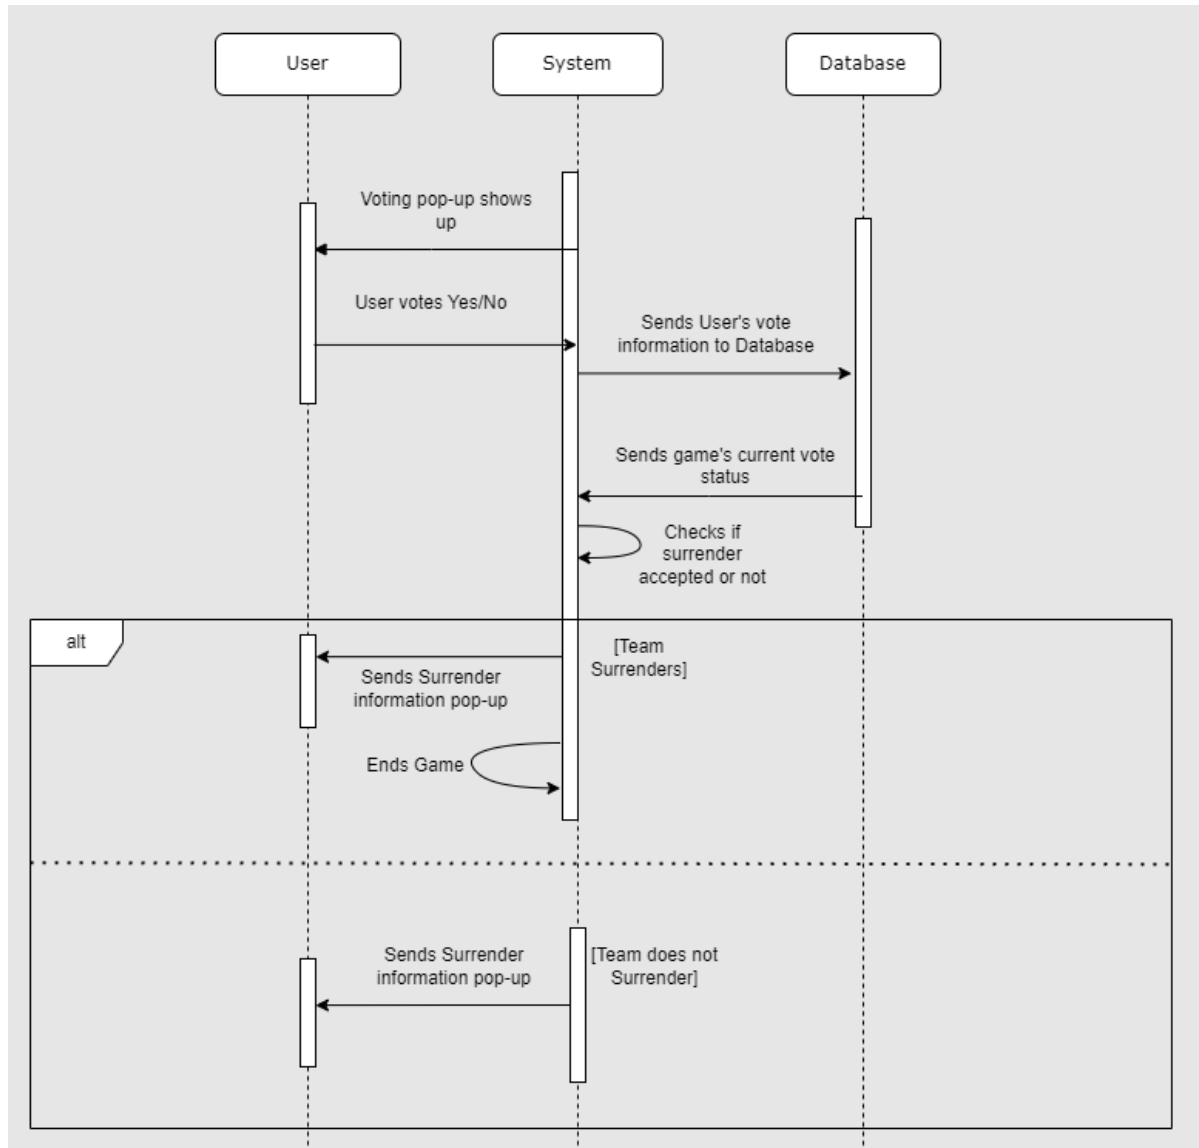 User
System
Database
Voting pop-up shows
up
User votes Yes/No
Sends User's vote
information to Database
Sends game's current vote
status
Checks if
surrender
accepted or not
alt
[Team
Surrenders]
Sends Surrender
information pop-up
Ends Game
Sends Surrender
information pop-up
[Team does not
Surrender]